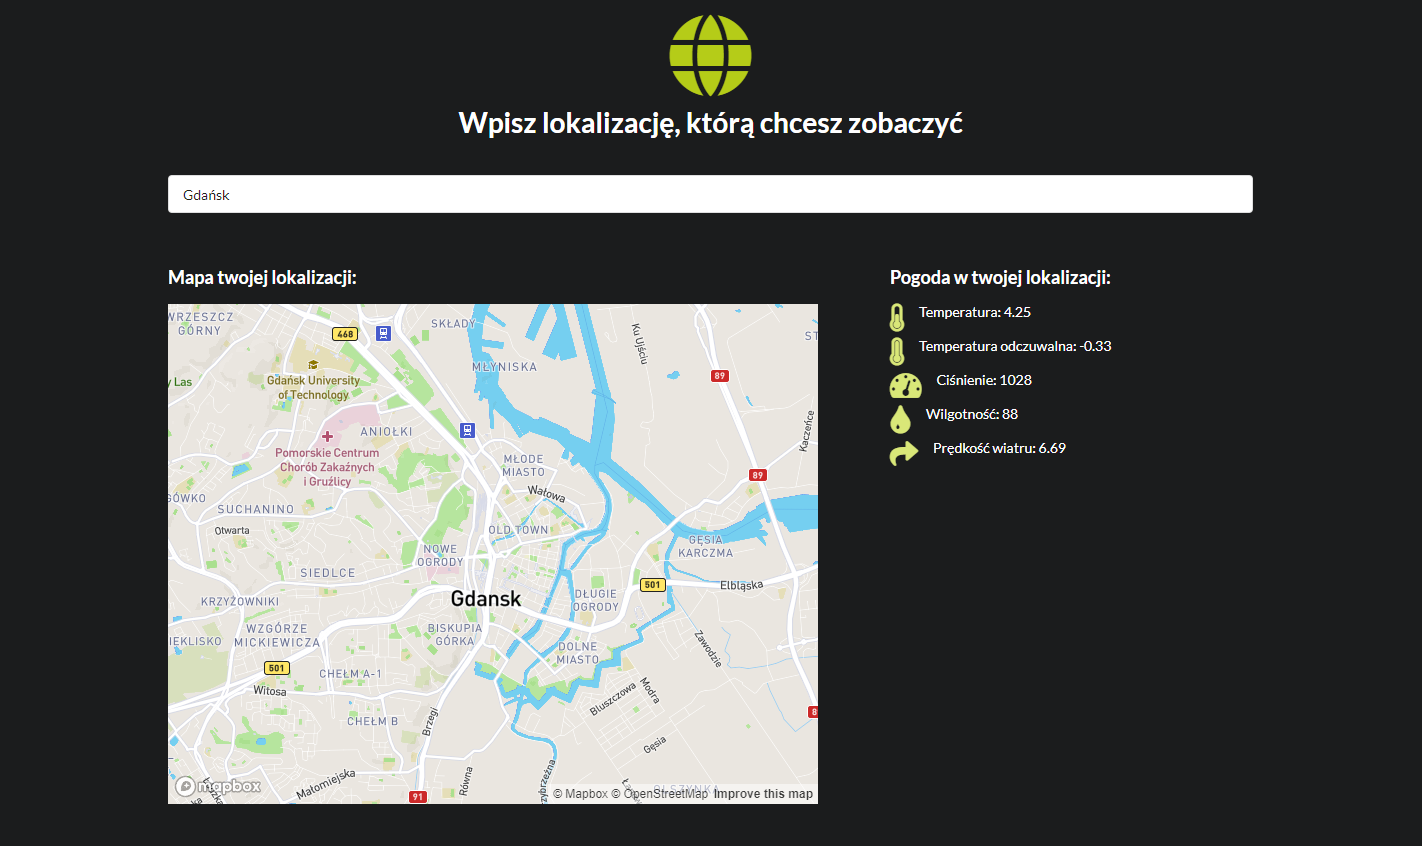 Wpisz lokalizację, którą chcesz zobaczyć
Gdańsk
Mapa twojej lokalizacji:
WRZESZCZ
GÓRNY
468
SKŁADY
Ku Ujściu
MŁYNISKA
89
y Las
Gdańsk University
of Technology
ANIOŁKI
Kaczeńce
Pomorskie Centrum
Chorób Zakaźnych
i Gruźlicy
MŁODE
MIASTO
89
Wałowa
GÓWKO
SUCHANINO
Otwarta
OLD TOWN
NOWE
OGRODY
GĘSIA
KARCZMA
SIEDLCE
501
Elbląska
KRZYŻOWNIKI
Gdansk
DŁUGIE
OGRODY
WZGÓRZE
MICKIEWICZA
IEKLISKO
BISKUPIA
GÓRKA
DOLNE
MIASTO
Zawodzie
501
CHEŁM A-1
Witosa
Bluszczowa
Modra
CHEŁM B
Brzegi
8
Gęsia
Małomiejska
Równa
91
OLSZYNKA
mapbox
© Mapbox © OpenStreetMap Improve this map
Pogoda w twojej lokalizacji:
Temperatura: 4.25
Temperatura odczuwalna: -0.33
Ciśnienie: 1028
Wilgotność: 88
Prędkość wiatru: 6.69